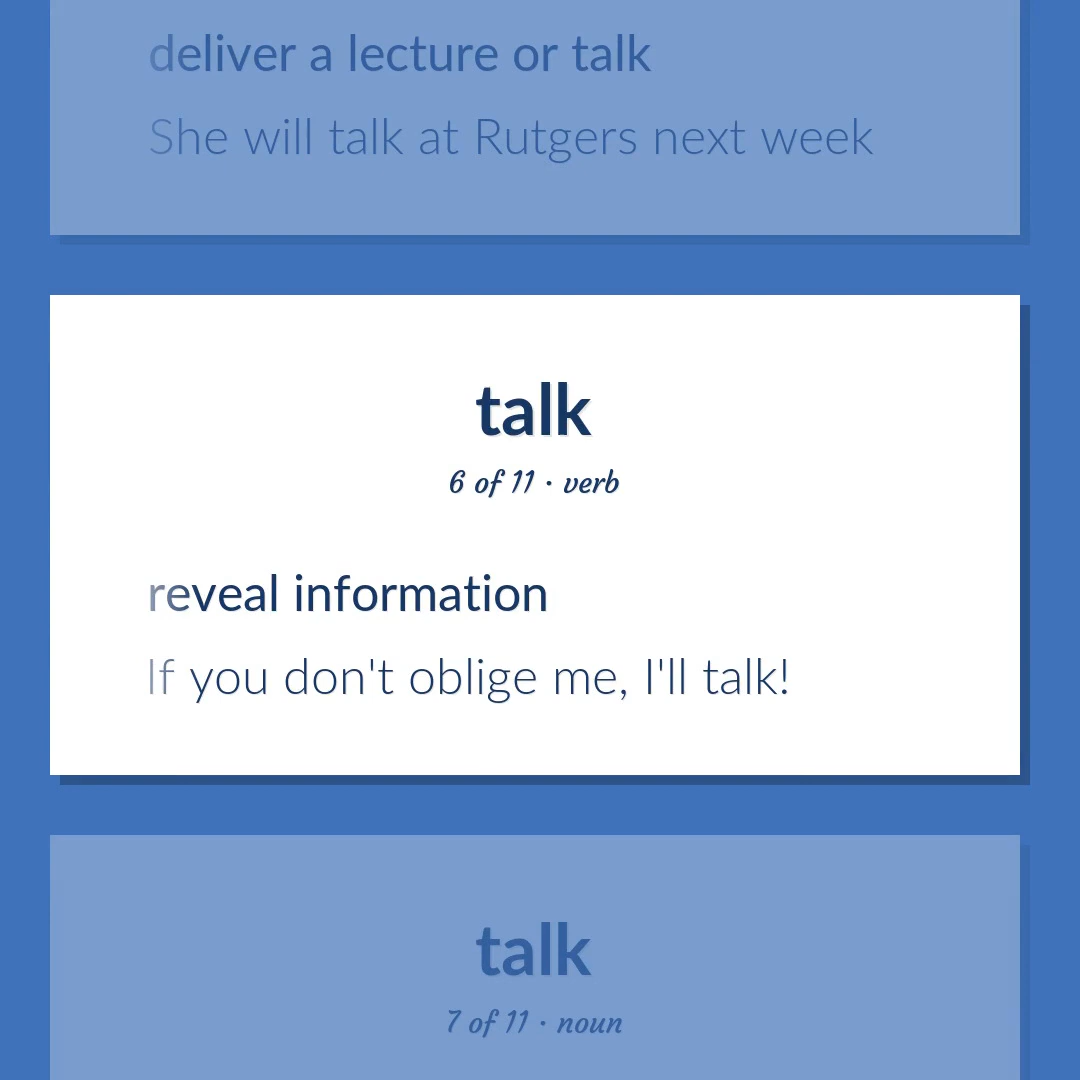 deliver a lecture or talk
She will talk at Rutgers next week
talk
6 of 11 · verb
reveal information
If you don't oblige me, I'll talk!
talk
7 of 11 · noun